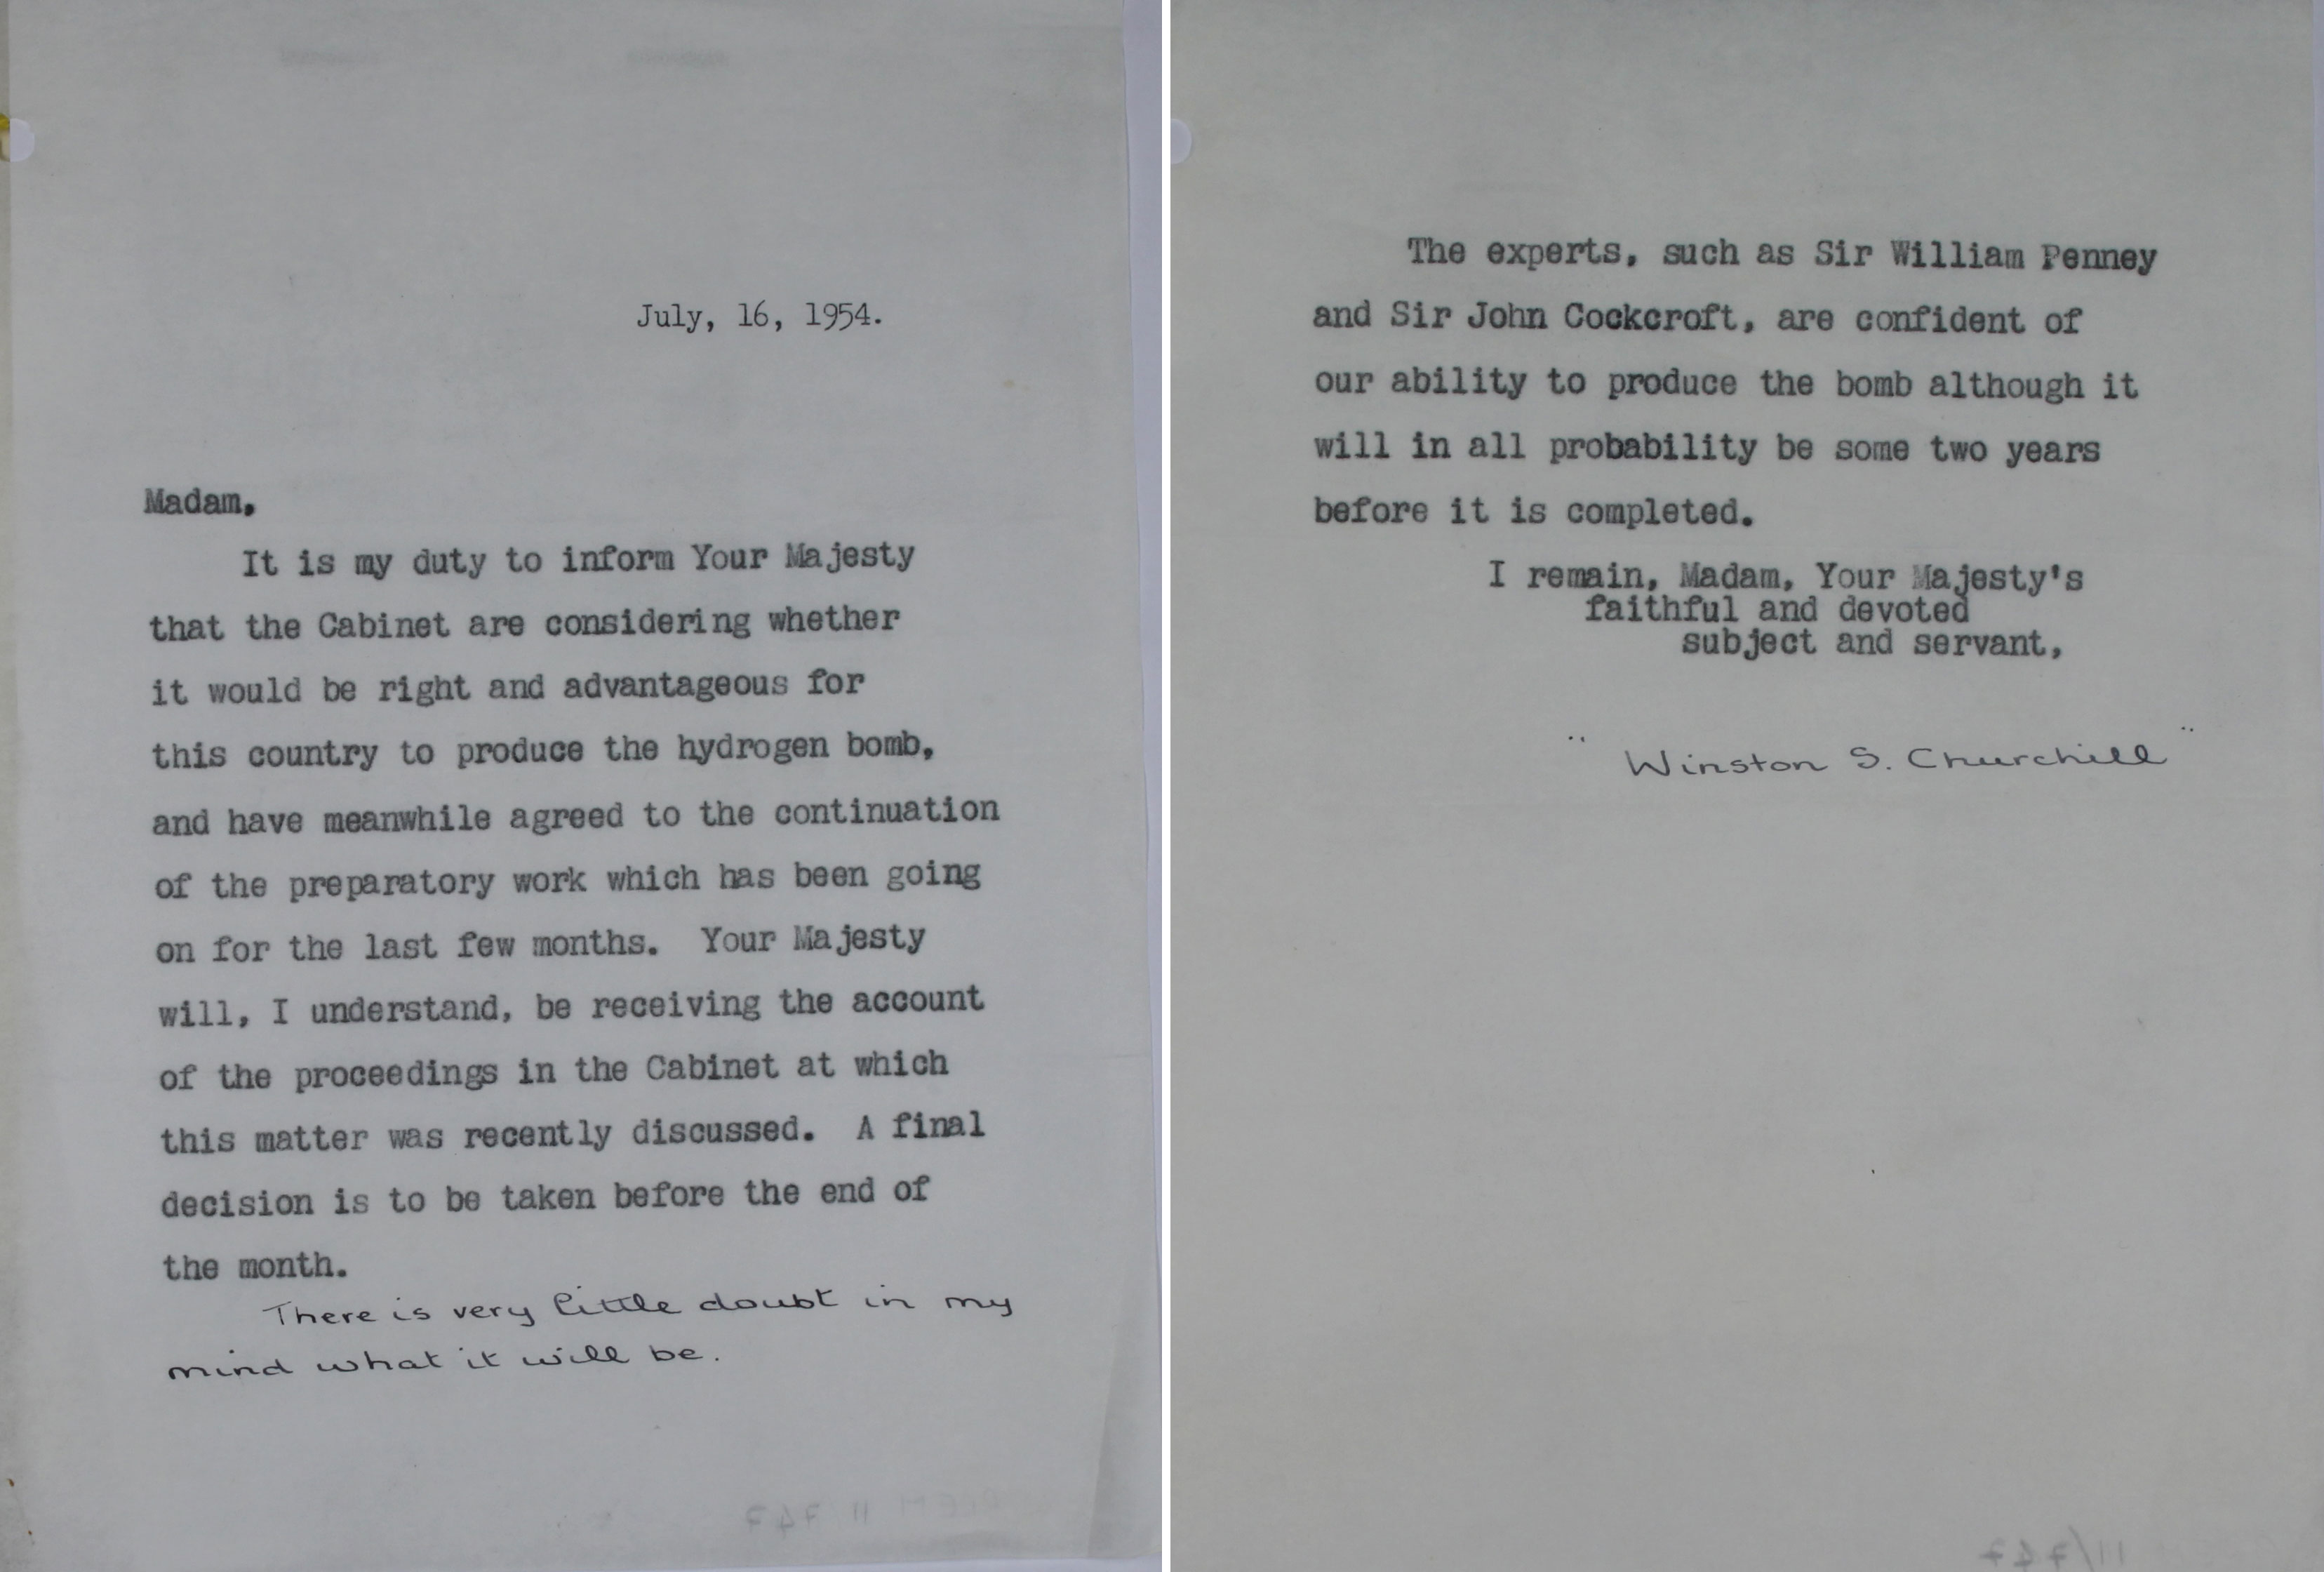 July, 16, 1954.
Madam,
It is my duty to inform Your Majesty
that the Cabinet are considering whether
it would be right and advantageous for
this country to produce the hydrogen bomb,
and have meanwhile agreed to the continuation
of the preparatory work which has been going
on for the last few months. Your Majesty
will, I understand, be receiving the account
of the proceedings in the Cabinet at which
this matter was recently discussed. A final
decision is to be taken before the end of
the month.
There is very little doubt in my
mind what it will be.
The experts, such as Sir William Penney
and Sir John Cockcroft, are confident of
our ability to produce the bomb although it
will in all probability be some two years
before it is completed.
I remain, Madam, Your Majesty's
faithful and devoted
subject and servant,
" Winston S. Churchill "
11/747